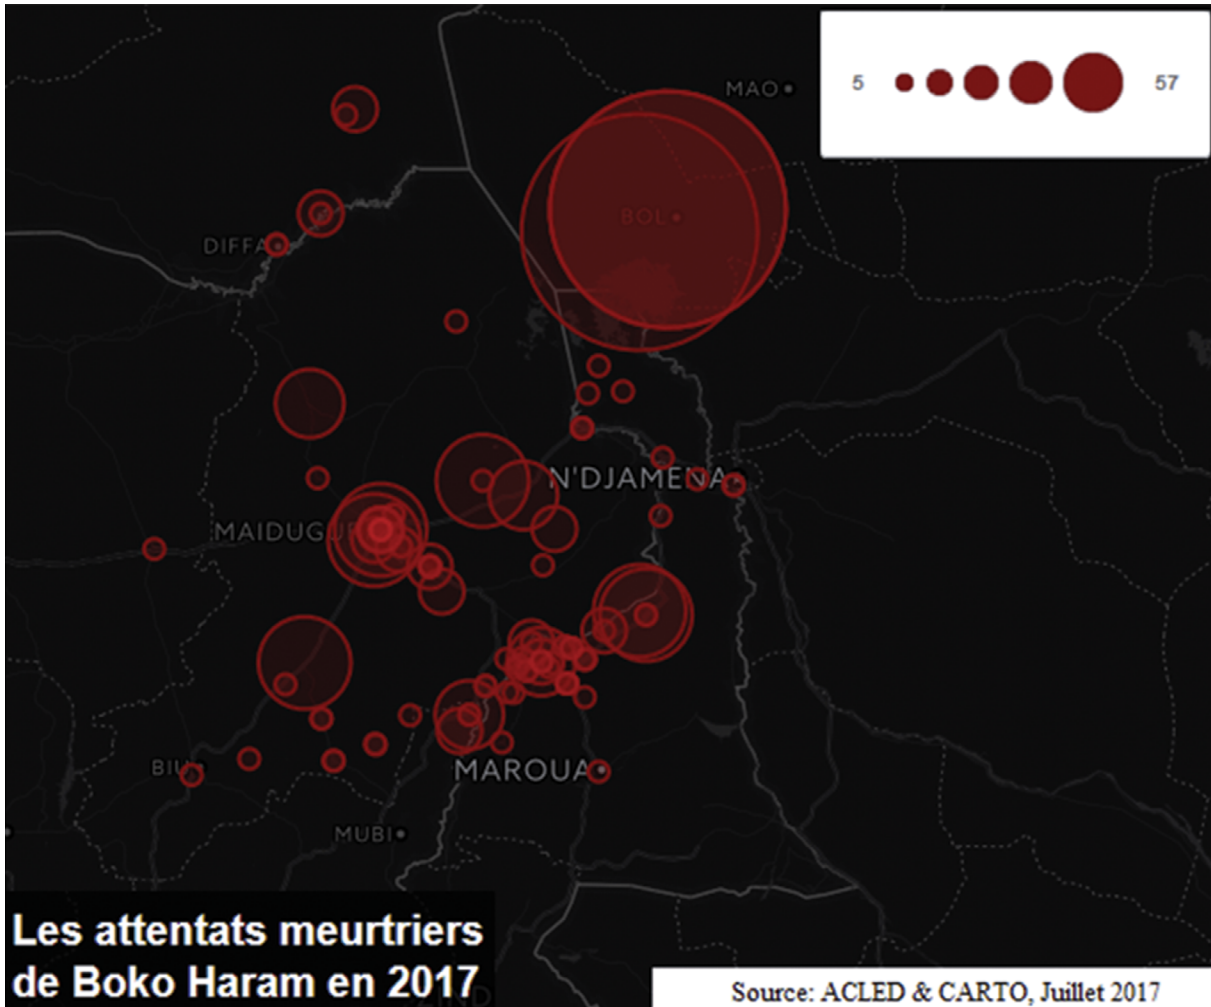 MAO
5 57
BOL
DIFFA
N'DJAMENA
MAIDUGU
BIU
MAROUA
MUBI
Les attentats meurtriers
de Boko Haram en 2017
Source: ACLED & CARTO, Juillet 2017